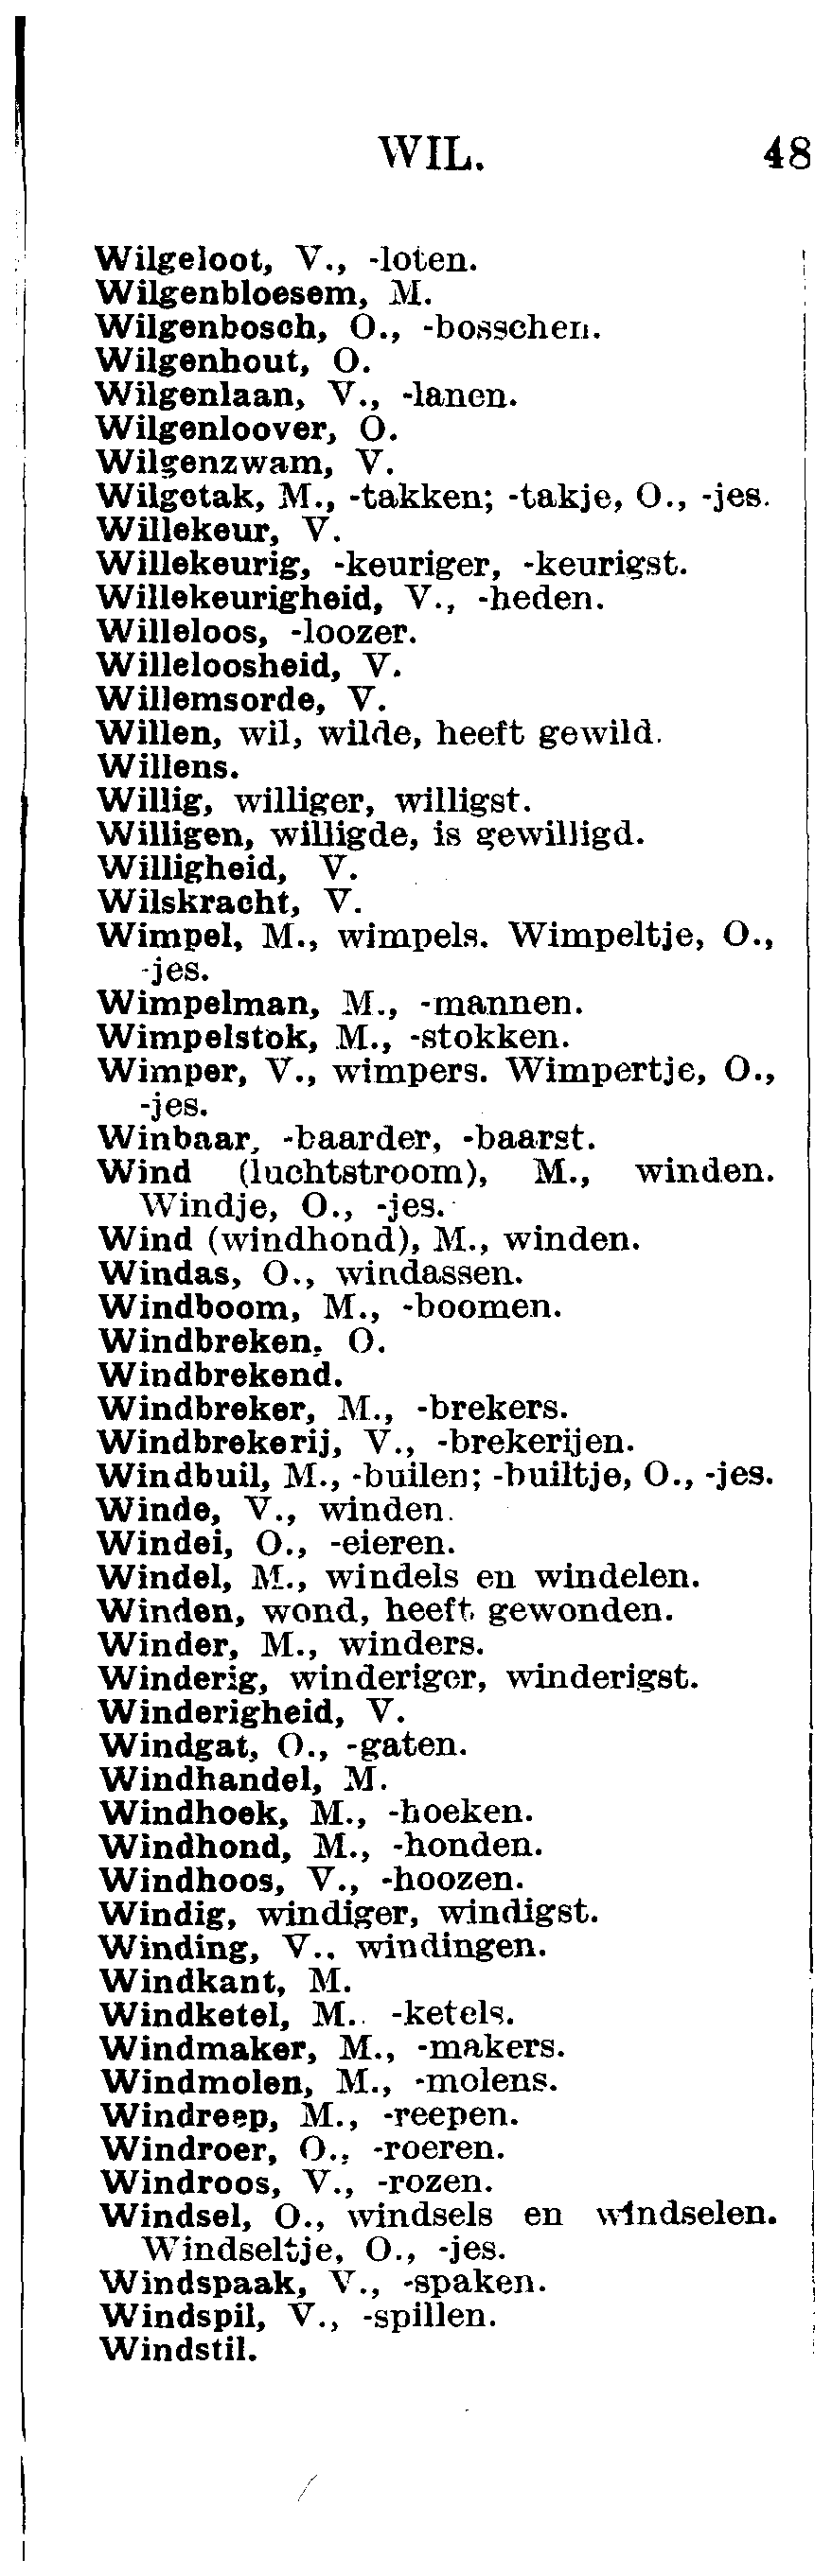 WIL. 48
Wilgeloot, V., -loten.
Wilgenbloesem, M.
Wilgenbosch, O., -bosschen.
Wilgenhout, O.
Wilgenlaan, V., -lanen.
Wilgenloover, O.
Wilgenzwam, V.
Wilgetak, M., -takken; -takje, O., -jes.
Willekeur, V.
Willekeurig, -keuriger, -keurigst.
Willekeurigheid, V., -heden.
Willeloos, -loozer.
Willeloosheid, V.
Willemsorde, V.
Willen, wil, wilde, heeft gewild.
Willens.
Willig, williger, willigst.
Willigen, willigde, is gewilligd.
Willigheid, V.
Wilskracht, V.
Wimpel, M., wimpels. Wimpeltje, O.,
-jes.
Wimpelman, M., -mannen.
Wimpelstok, M., -stokken.
Wimper, V., wimpers. Wimpertje, O.,
-jes.
Winbaar, -baarder, -baarst.
Wind (luchtstroom), M., winden.
Windje, O., -jes.
Wind (windhond), M., winden.
Windas, O., windassen.
Windboom, M., -boomen.
Windbreken, O.
Windbrekend.
Windbreker, M., -brekers.
Windbrekerij, V., -brekerijen.
Windbuil, M., -builen; -builtje, O., -jes.
Winde, V., winden.
Windei, O., -eieren.
Windel, M., windels en windelen.
Winden, wond, heeft gewonden.
Winder, M., winders.
Winderig, winderiger, winderigst.
Winderigheid, V.
Windgat, O., -gaten.
Windhandel, M.
Windhoek, M., -hoeken.
Windhond, M., -honden.
Windhoos, V., -hoozen.
Windig, windiger, windigst.
Winding, V., windingen.
Windkant, M.
Windketel, M. -ketels.
Windmaker, M., -makers.
Windmolen, M., -molens.
Windreep, M., -reepen.
Windroer, O., -roeren.
Windroos, V., -rozen.
Windsel, O., windsels en windselen.
Windseltje, O., -jes.
Windspaak, V., -spaken.
Windspil, V., -spillen.
Windstil.